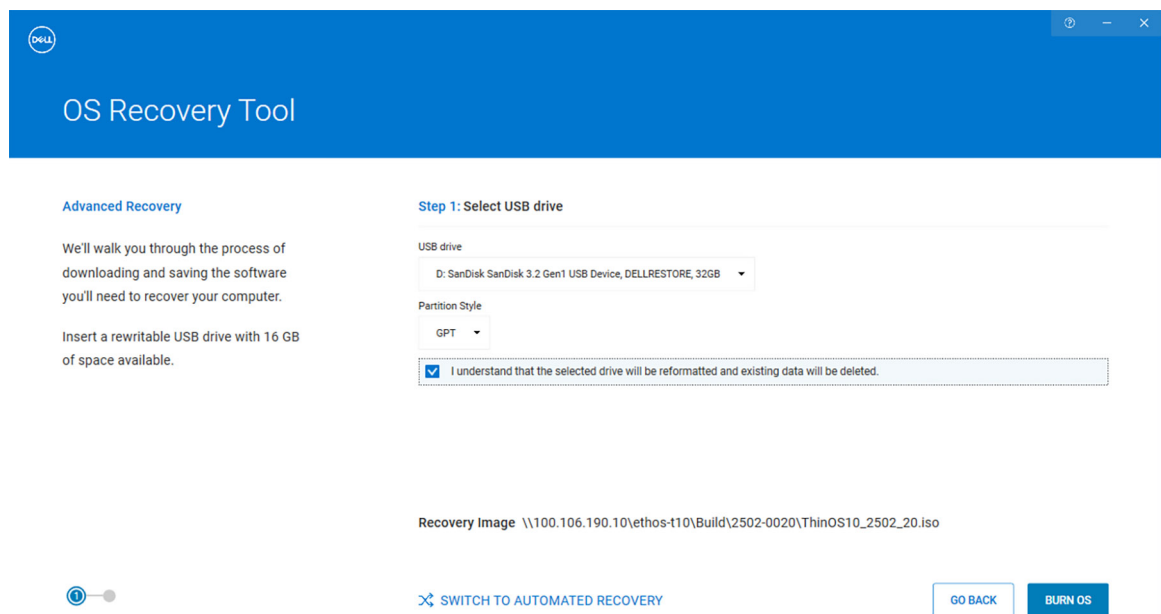 DELL
OS Recovery Tool
Advanced Recovery
We'll walk you through the process of
downloading and saving the software
you'll need to recover your computer.
Insert a rewritable USB drive with 16 GB
of space available.
Step 1: Select USB drive
USB drive
D: SanDisk SanDisk 3.2 Gen1 USB Device, DELLRESTORE, 32GB
Partition Style
GPT
I understand that the selected drive will be reformatted and existing data will be deleted.
Recovery Image \\100.106.190.10\ethos-t10\Build\2502-0020\ThinOS10_2502_20.iso
1
SWITCH TO AUTOMATED RECOVERY
GO BACK
BURN OS